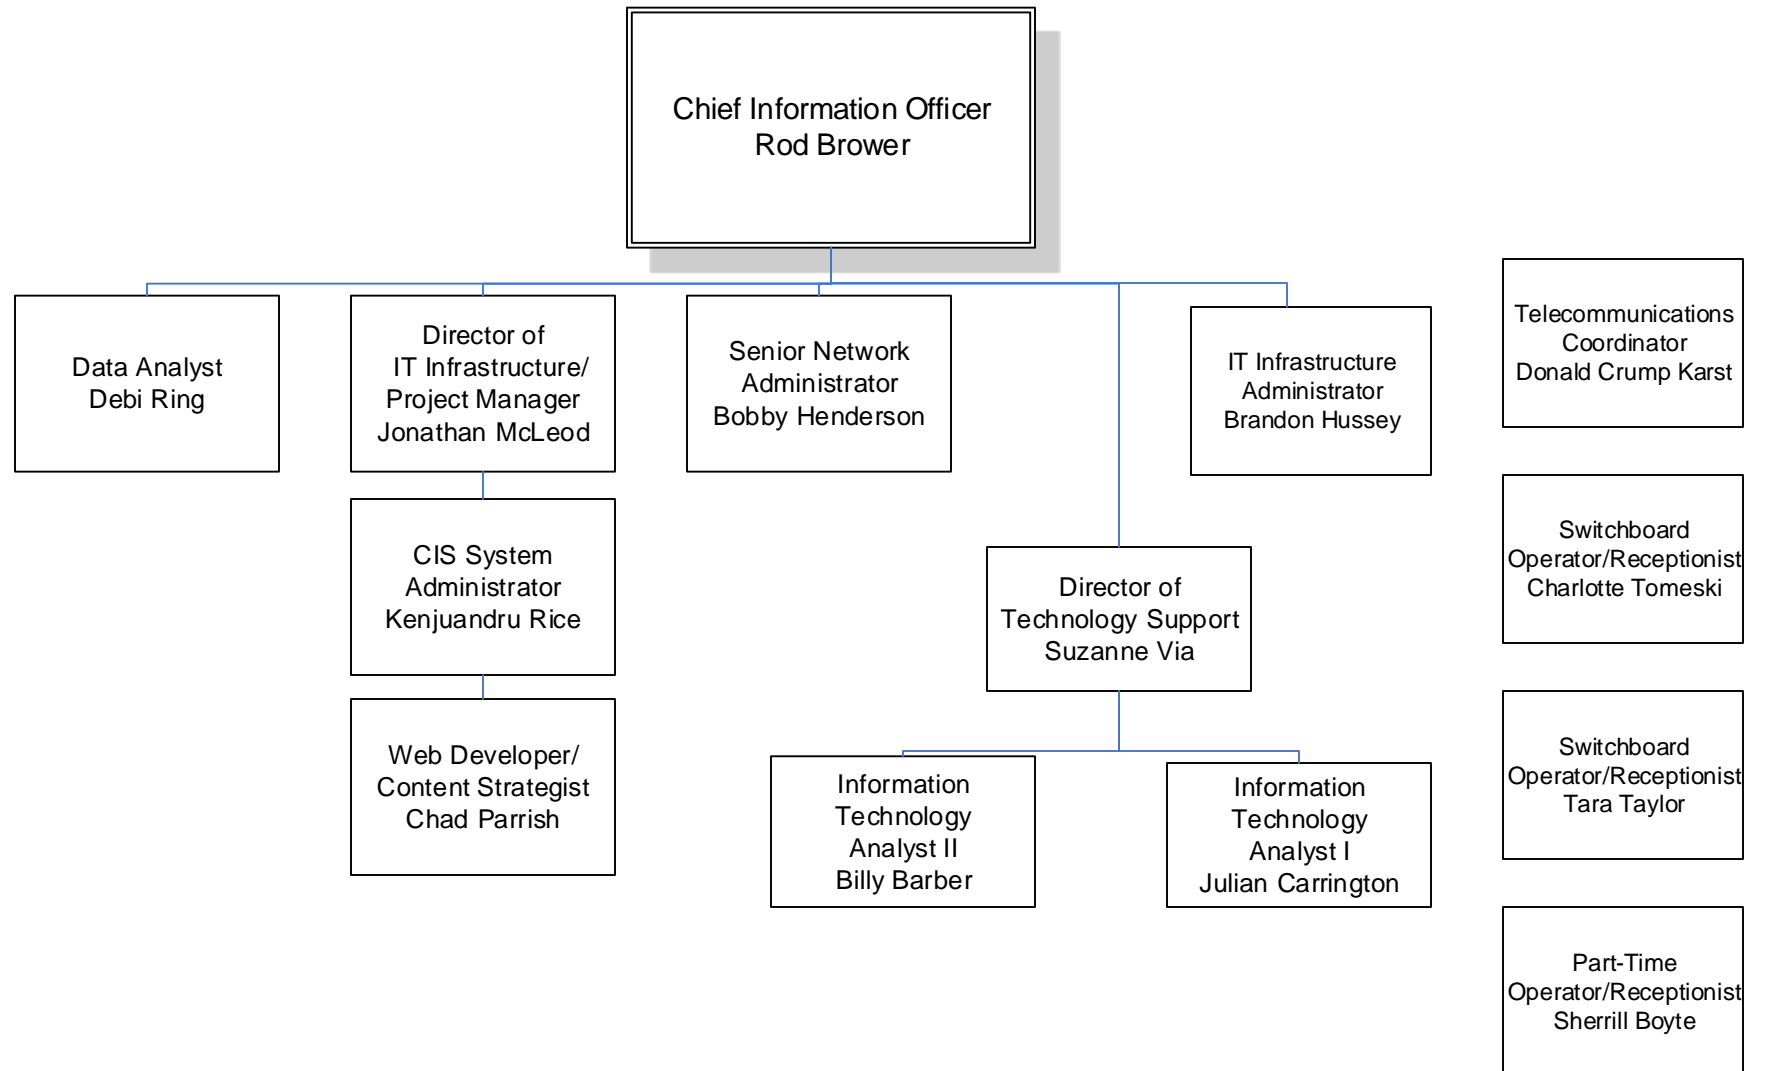 Chief Information Officer
Rod Brower
Data Analyst
Debi Ring
Director of
IT Infrastructure/
Project Manager
Jonathan McLeod
Senior Network
Administrator
Bobby Henderson
IT Infrastructure
Administrator
Brandon Hussey
Telecommunications
Coordinator
Donald Crump Karst
CIS System
Administrator
Kenjuandru Rice
Director of
Technology Support
Suzanne Via
Switchboard
Operator/Receptionist
Charlotte Tomeski
Web Developer/
Content Strategist
Chad Parrish
Information
Technology
Analyst II
Billy Barber
Information
Technology
Analyst I
Julian Carrington
Switchboard
Operator/Receptionist
Tara Taylor
Part-Time
Operator/Receptionist
Sherrill Boyte